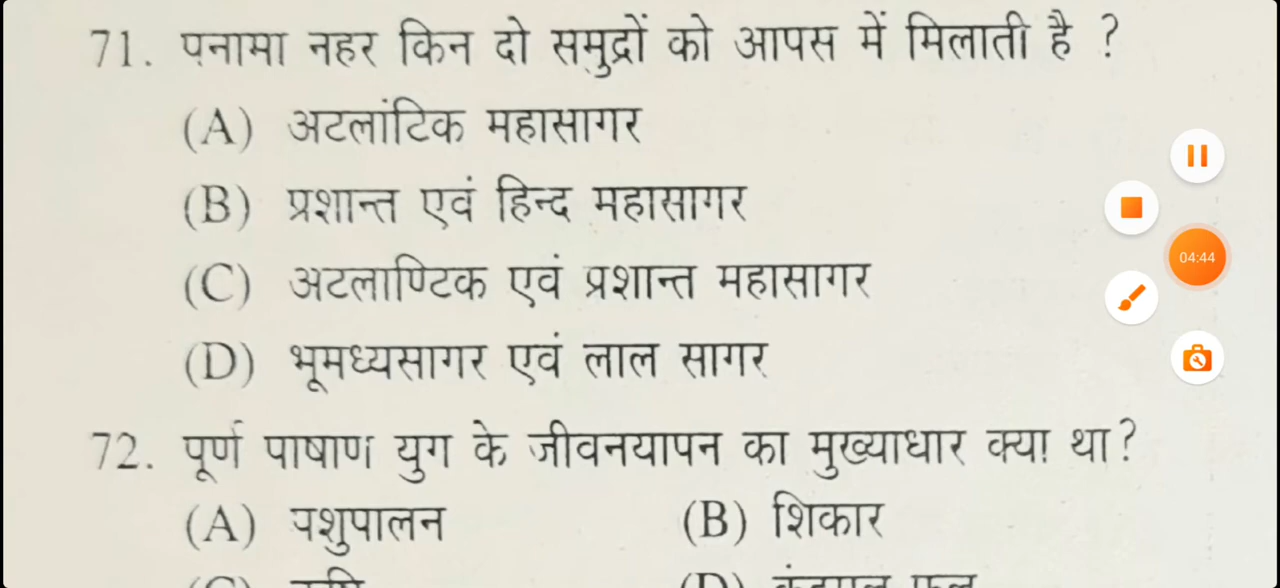 71. पनामा नहर किन दो समुद्रों को आपस में मिलाती है ?
(A) अटलांटिक महासागर
(B) प्रशान्त एवं हिन्द महासागर
(C) अटलाण्टिक एवं प्रशान्त महासागर
(D) भूमध्यसागर एवं लाल सागर
04:44
72. पूर्ण पाषाण युग के जीवनयापन का मुख्याधार क्या था?
(A) पशुपालन (B) शिकार